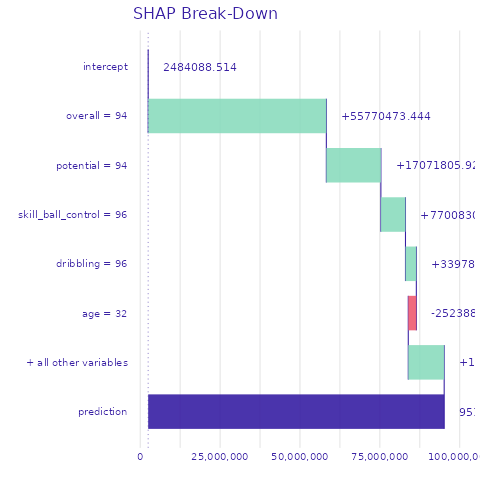 SHAP Break-Down
intercept 2484088.514
overall = 94 +55770473.444
potential = 94 +17071805.92
skill_ball_control = 96 +770083
dribbling = 96 +33978
age = 32 -252388
+ all other variables +1
prediction 95
0 25,000,000 50,000,000 75,000,000 100,000,0